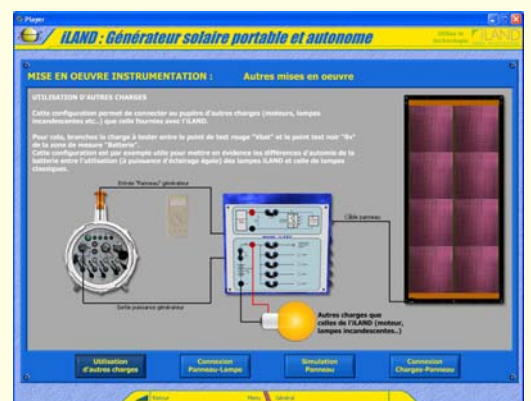 Player
iLAND : Générateur solaire portable et autonome
iLAND
MISE EN OEUVRE INSTRUMENTATION : Autres mises en oeuvre
UTILISATION D'AUTRES CHARGES
Cette configuration permet de connecter au pupitre d'autres charges (moteurs, lampes
incandescentes etc..) que celle fournies avec l'iLAND.
Pour cela, branchez la charge à tester entre le point de test rouge "Vbat" et le point test noir "0v"
de la zone de mesure "Batterie".
Cette configuration est par exemple utile pour mettre en évidence les différences d'automie de la
batterie entre l'utilisation (à puissance d'éclairage égale) des lampes iLAND et celle de lampes
classiques.
Entrée "Panneau" générateur
Câble panneau
Sortie puissance générateur
Autres charges que
celles de l'iLAND (moteur,
lampes incandescentes..)
Utilisation
d'autres charges
Connexion
Panneau-Lampe
Simulation
Panneau
Connexion
Charges-Panneau
Retour
Menu
Général